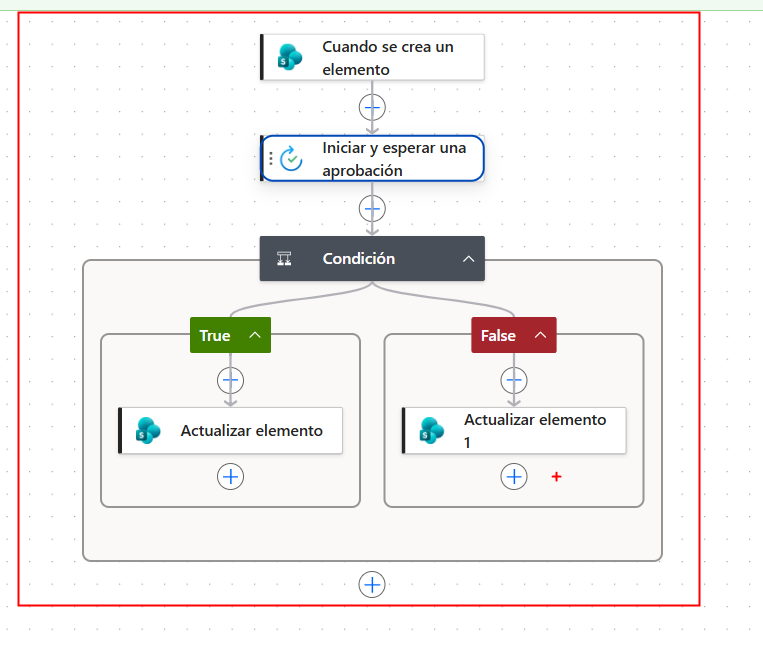 Cuando se crea un
elemento
Iniciar y esperar una
aprobación
Condición
True
False
Actualizar elemento
Actualizar elemento
1